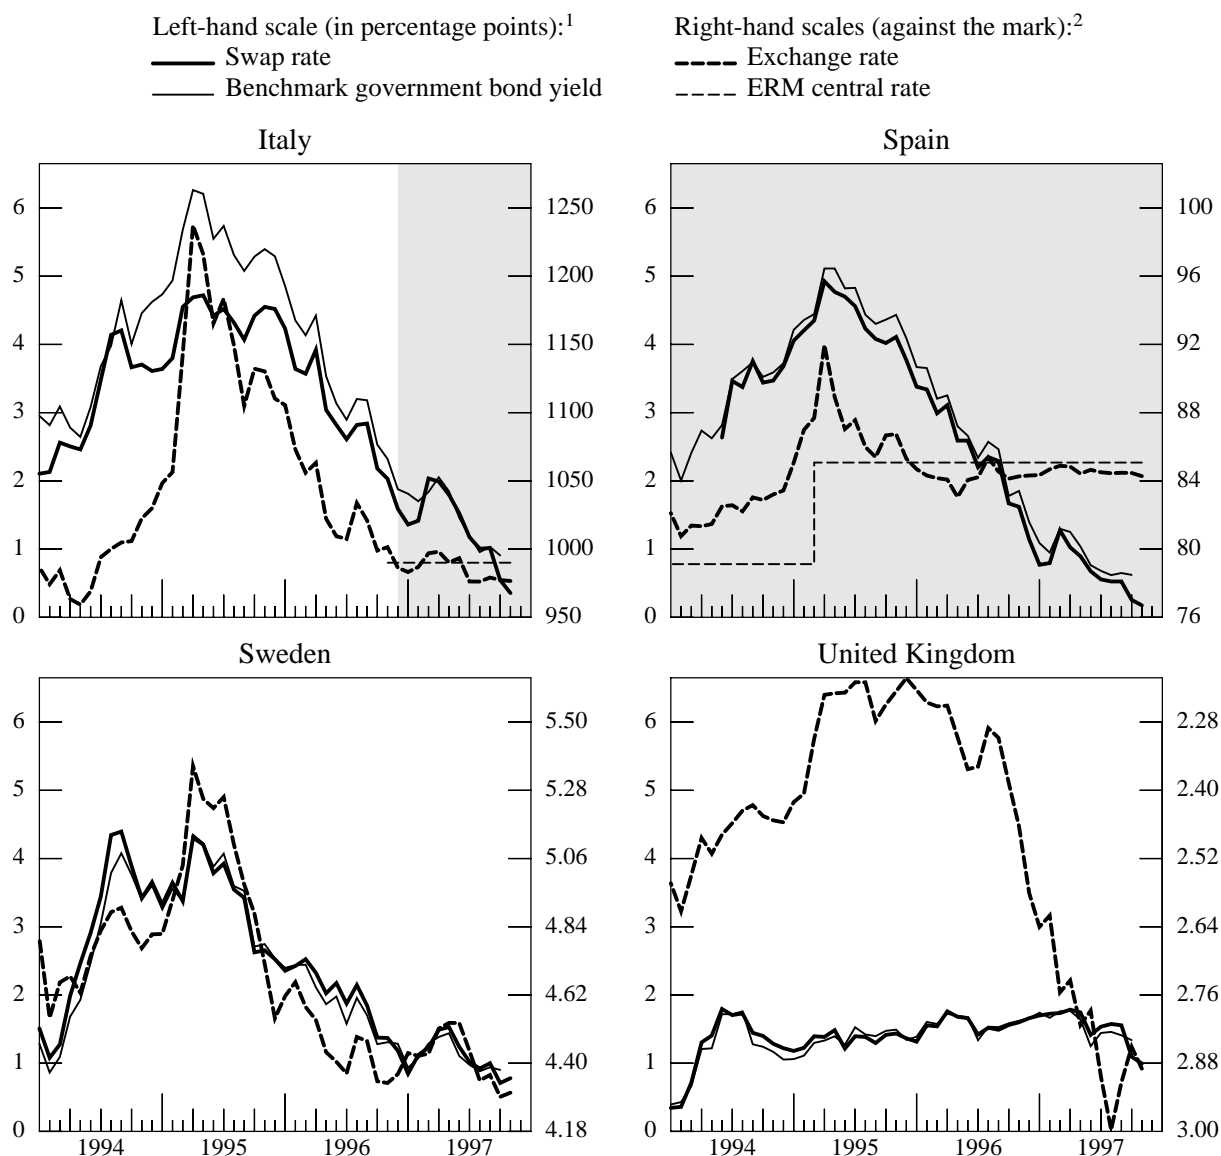 Left-hand scale (in percentage points):1 Right-hand scales (against the mark):2
Swap rate Exchange rate
Benchmark government bond yield ERM central rate
Italy Spain
6 1250 6 100
5 1200 5 96
4 1150 4 92
3 1100 3 88
2 1050 2 84
1 1000 1 80
0 950 0 76
Sweden United Kingdom
6 5.50 6 2.28
5 5.28 5 2.40
4 5.06 4 2.52
3 4.84 3 2.64
2 4.62 2 2.76
1 4.40 1 2.88
0 4.18 0 3.00
1994 1995 1996 1997 1994 1995 1996 1997